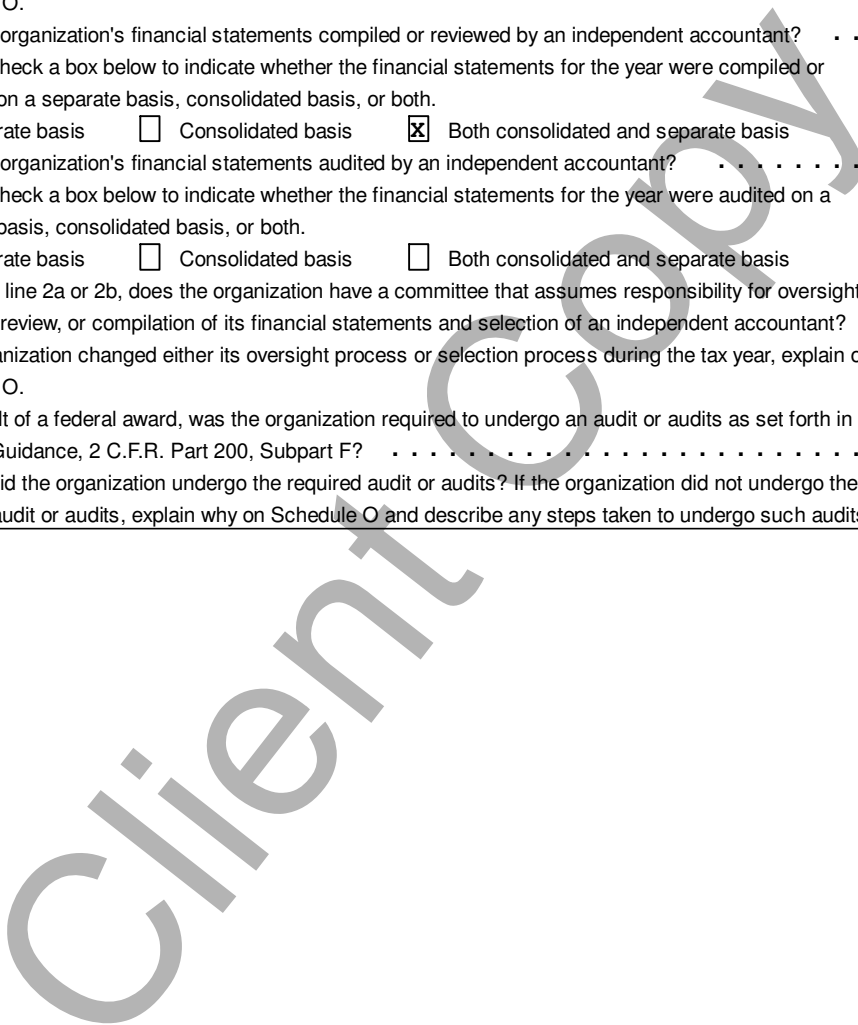 O.
organization's financial statements compiled or reviewed by an independent accountant? . .
heck a box below to indicate whether the financial statements for the year were compiled or
on a separate basis, consolidated basis, or both.
rate basis Consolidated basis X Both consolidated and separate basis
organization's financial statements audited by an independent accountant? . . . . . . . .
heck a box below to indicate whether the financial statements for the year were audited on a
basis, consolidated basis, or both.
rate basis Consolidated basis Both consolidated and separate basis
line 2a or 2b, does the organization have a committee that assumes responsibility for oversight
review, or compilation of its financial statements and selection of an independent accountant?
anization changed either its oversight process or selection process during the tax year, explain o
O.
lt of a federal award, was the organization required to undergo an audit or audits as set forth in
Guidance, 2 C.F.R. Part 200, Subpart F? . . . . . . . . . . . . . . . . . . . . . . . . .
id the organization undergo the required audit or audits? If the organization did not undergo the
audit or audits, explain why on Schedule O and describe any steps taken to undergo such audits
Client Copy